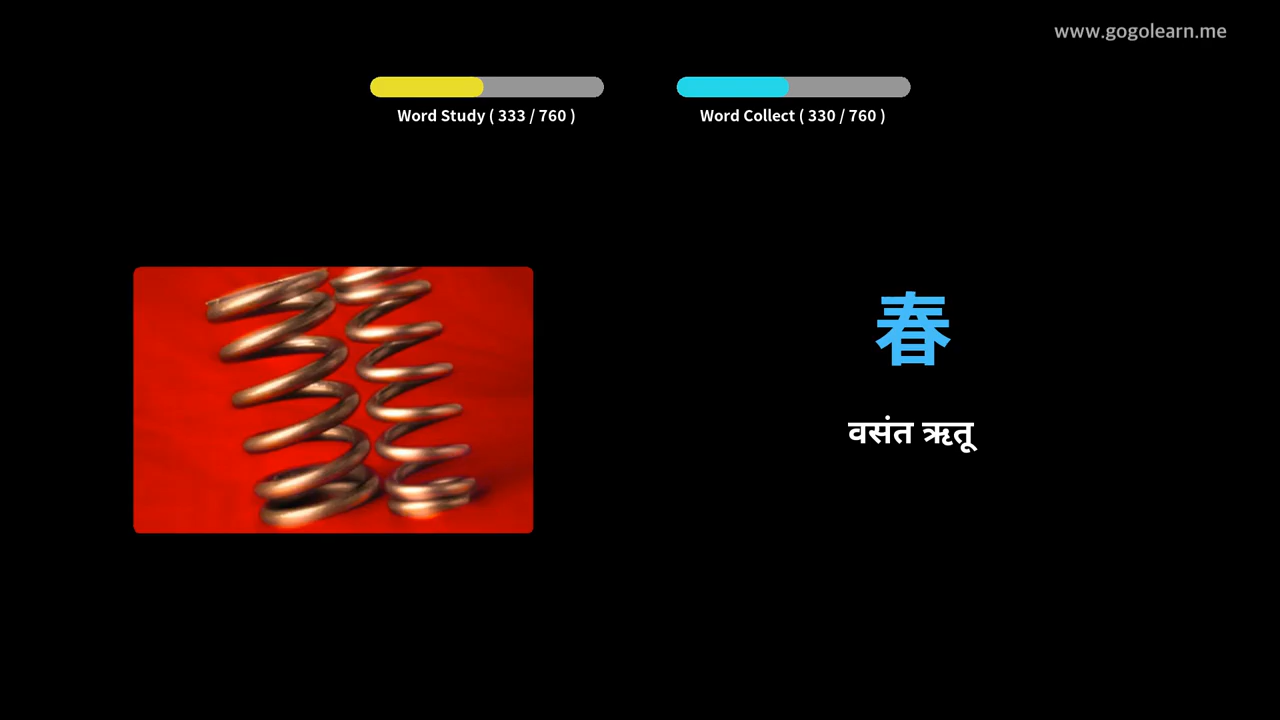 www.gogolearn.me
Word Study ( 333 / 760 )
Word Collect ( 330 / 760 )
春
वसंत ऋतू